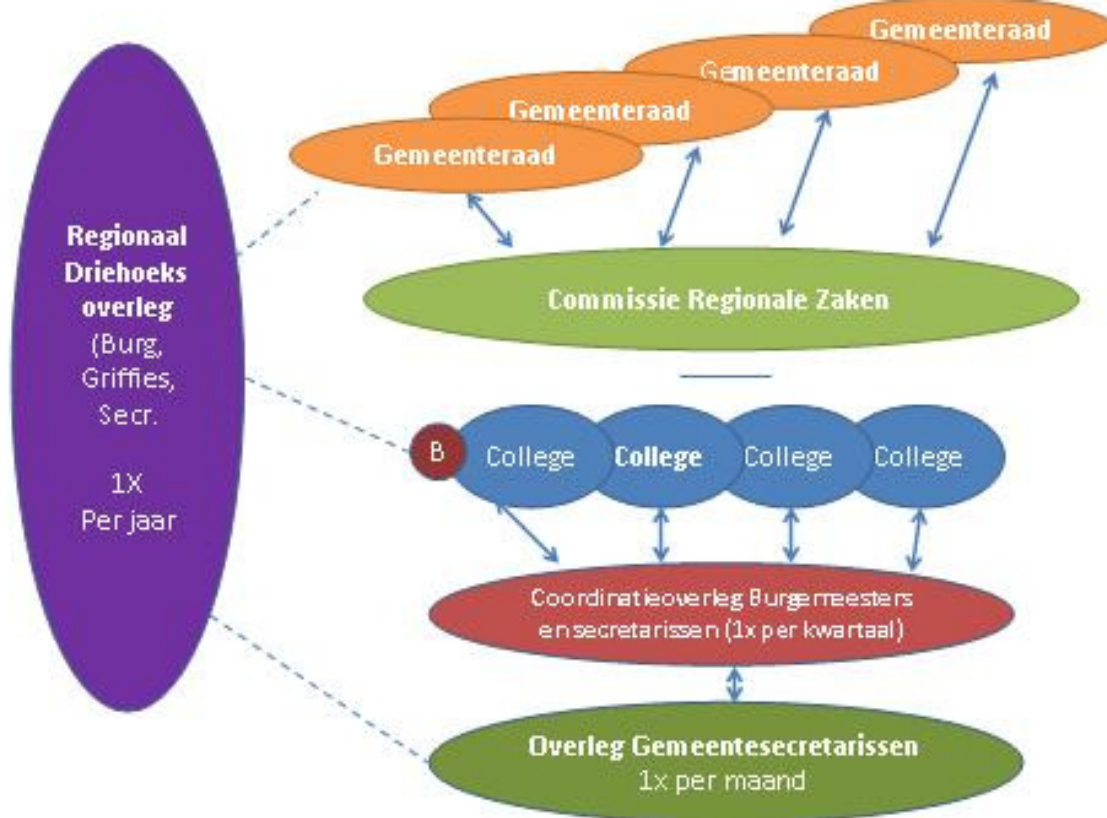 Gemeenteraad
Gemeenteraad
Gemeenteraad
Gemeenteraad
Regionaal
Driehoeks
overleg
(Burg,
Griffies,
Secr.
1X
Per jaar
Commissie Regionale Zaken
B
College
College
College
College
Coordinatieoverleg Burgemeesters
en secretarissen (1x per kwartaal)
Overleg Gemeentesecretarissen
1x per maand